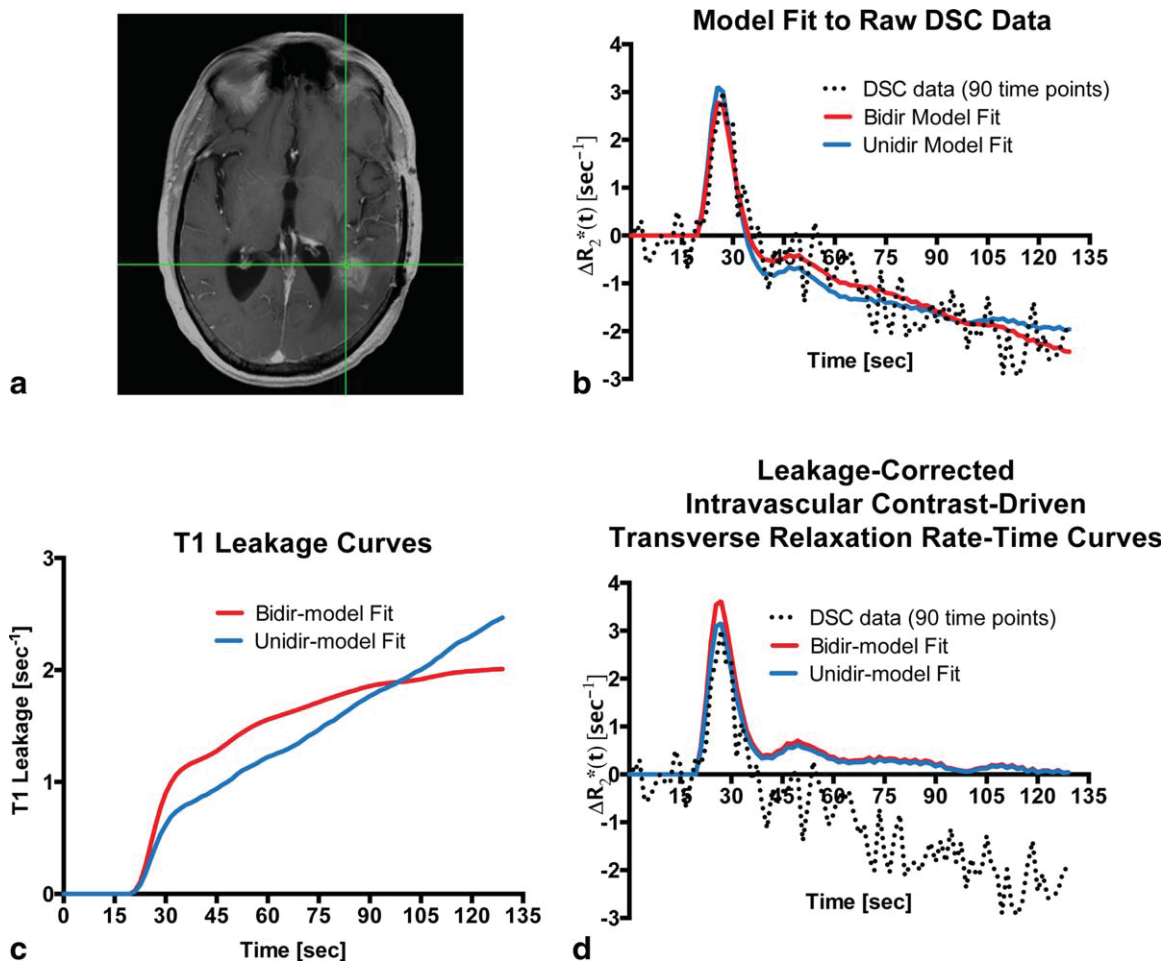 a
Model Fit to Raw DSC Data
4
3
2
1
0
-1
-2
-3
ΔR₂*(t) [sec⁻¹]
DSC data (90 time points)
Bidir Model Fit
Unidir Model Fit
15 30 45 60 75 90 105 120 135
Time [sec]
b
T1 Leakage Curves
3
2
1
0
T1 Leakage [sec⁻¹]
Bidir-model Fit
Unidir-model Fit
0 15 30 45 60 75 90 105 120 135
Time [sec]
c
Leakage-Corrected
Intravascular Contrast-Driven
Transverse Relaxation Rate-Time Curves
4
3
2
1
0
-1
-2
-3
ΔR₂*(t) [sec⁻¹]
DSC data (90 time points)
Bidir-model Fit
Unidir-model Fit
15 30 45 60 75 90 105 120 135
Time [sec]
d